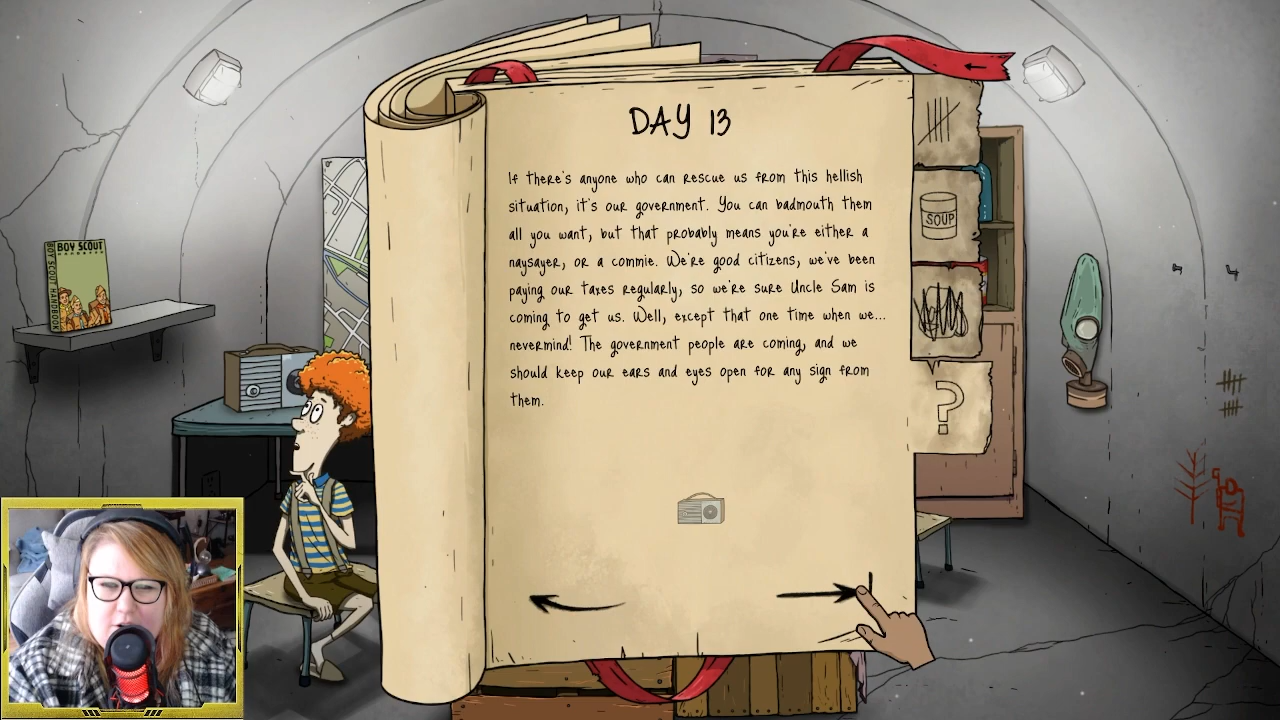 DAY 13
If there's anyone who can rescue us from this hellish
situation, it's our government. You can badmouth them
all you want, but that probably means you're either a
naysayer, or a commie. We're good citizens, we've been
paying our taxes regularly, so we're sure Uncle Sam is
coming to get us. Well, except that one time when we...
nevermind! The government people are coming, and we
should keep our ears and eyes open for any sign from
them.
SOUP
?
BOY SCOUT
BOY SCOUT HANDBOOK